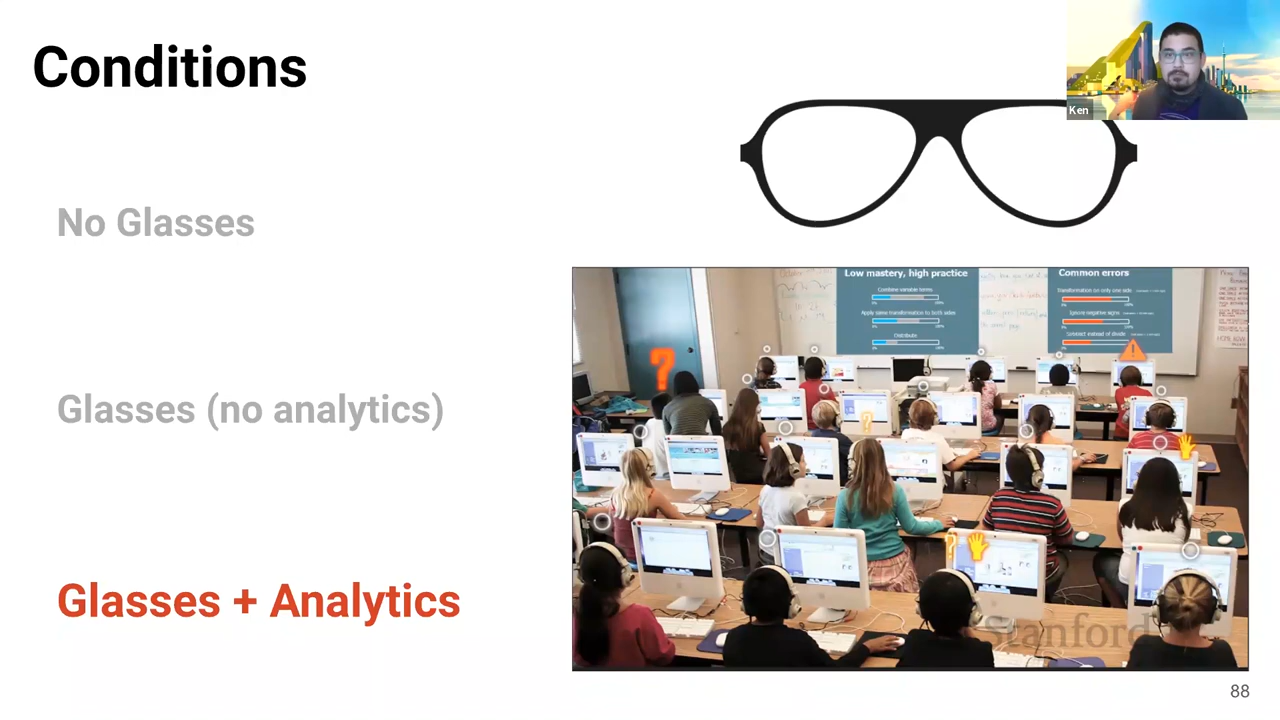 Conditions
Ken
No Glasses
Glasses (no analytics)
Glasses + Analytics
Low mastery, high practice
Combine variable terms
Apply same transformation to both sides
Distribute
Common errors
Transformation on only one side
Ignore negative signs
Subtract instead of divide
?
?
?
!
Stanford
88